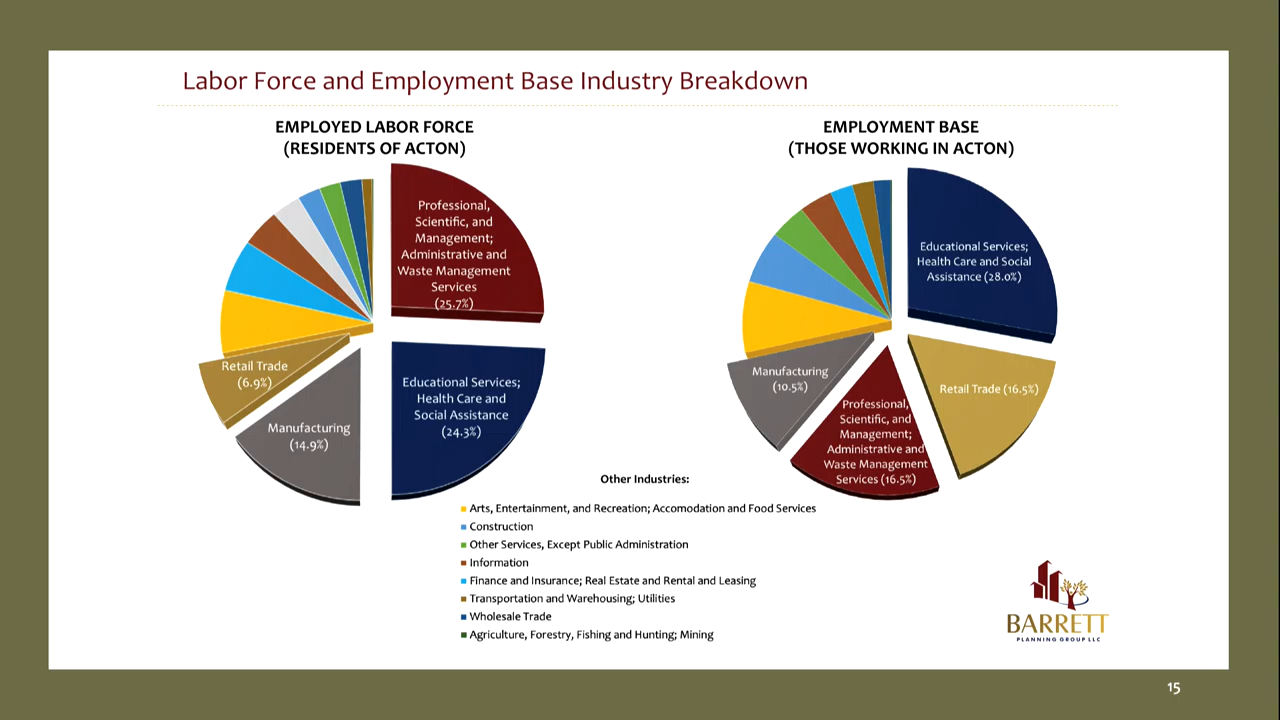 Labor Force and Employment Base Industry Breakdown
EMPLOYED LABOR FORCE
(RESIDENTS OF ACTON)
Professional,
Scientific, and
Management;
Administrative and
Waste Management
Services
(25.7%)
Retail Trade
(6.9%)
Educational Services;
Health Care and
Social Assistance
(24.3%)
Manufacturing
(14.9%)
EMPLOYMENT BASE
(THOSE WORKING IN ACTON)
Educational Services;
Health Care and Social
Assistance (28.0%)
Manufacturing
(10.5%)
Retail Trade (16.5%)
Professional,
Scientific, and
Management;
Administrative and
Waste Management
Services (16.5%)
Other Industries:
Arts, Entertainment, and Recreation; Accomodation and Food Services
Construction
Other Services, Except Public Administration
Information
Finance and Insurance; Real Estate and Rental and Leasing
Transportation and Warehousing; Utilities
Wholesale Trade
Agriculture, Forestry, Fishing and Hunting; Mining
BARRETT
PLANNING GROUP LLC
15